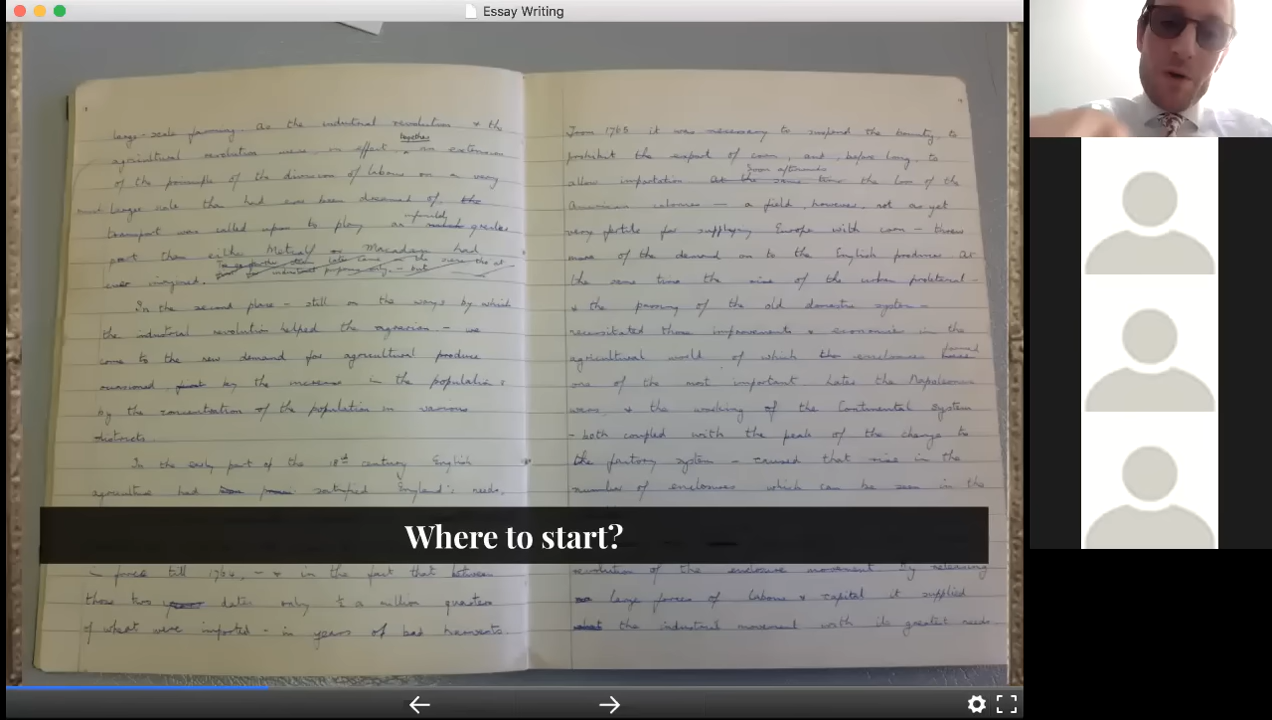 Essay Writing
large-scale farming. As the industrial revolution & the
agricultural revolution were in effect together an extension
of the principle of the division of labour on a very
much larger scale than had ever been dreamed of, the
transport was called upon to play an infinitely greater
part than either Metcalf or Macadam had
ever imagined.
In the second place – still on the ways by which
the industrial revolution helped the agrarian – we
come to the new demand for agricultural produce
occasioned by the increase in the population &
by the concentration of the population in various
districts.
In the early part of the 18th century English
agriculture had satisfied England's needs.
– force till 1764, – & in the fact that between
those two dates only ½ a million quarters
of wheat were imported – in years of bad harvests.
From 1765 it was necessary to suspend the bounty, to
prohibit the export of corn, and, before long, to
allow importation at the same time Soon afterwards the loss of the
American colonies – a field, however, not as yet
very fertile for supplying Europe with corn – threw
more of the demand on to the English producer. At
the same time the rise of the urban proletariat –
& the passing of the old domestic system –
necessitated those improvements & economies in the
agricultural world of which the enclosures formed
one of the most important. Later the Napoleonic
wars, & the working of the Continental System
– both coupled with the peak of the change to
the factory system – caused that rise in the
number of enclosures which can be seen in the
Where to start?
revolution of the enclosure movement. By releasing
large forces of labour & capital it supplied
the industrial movement with its greatest needs